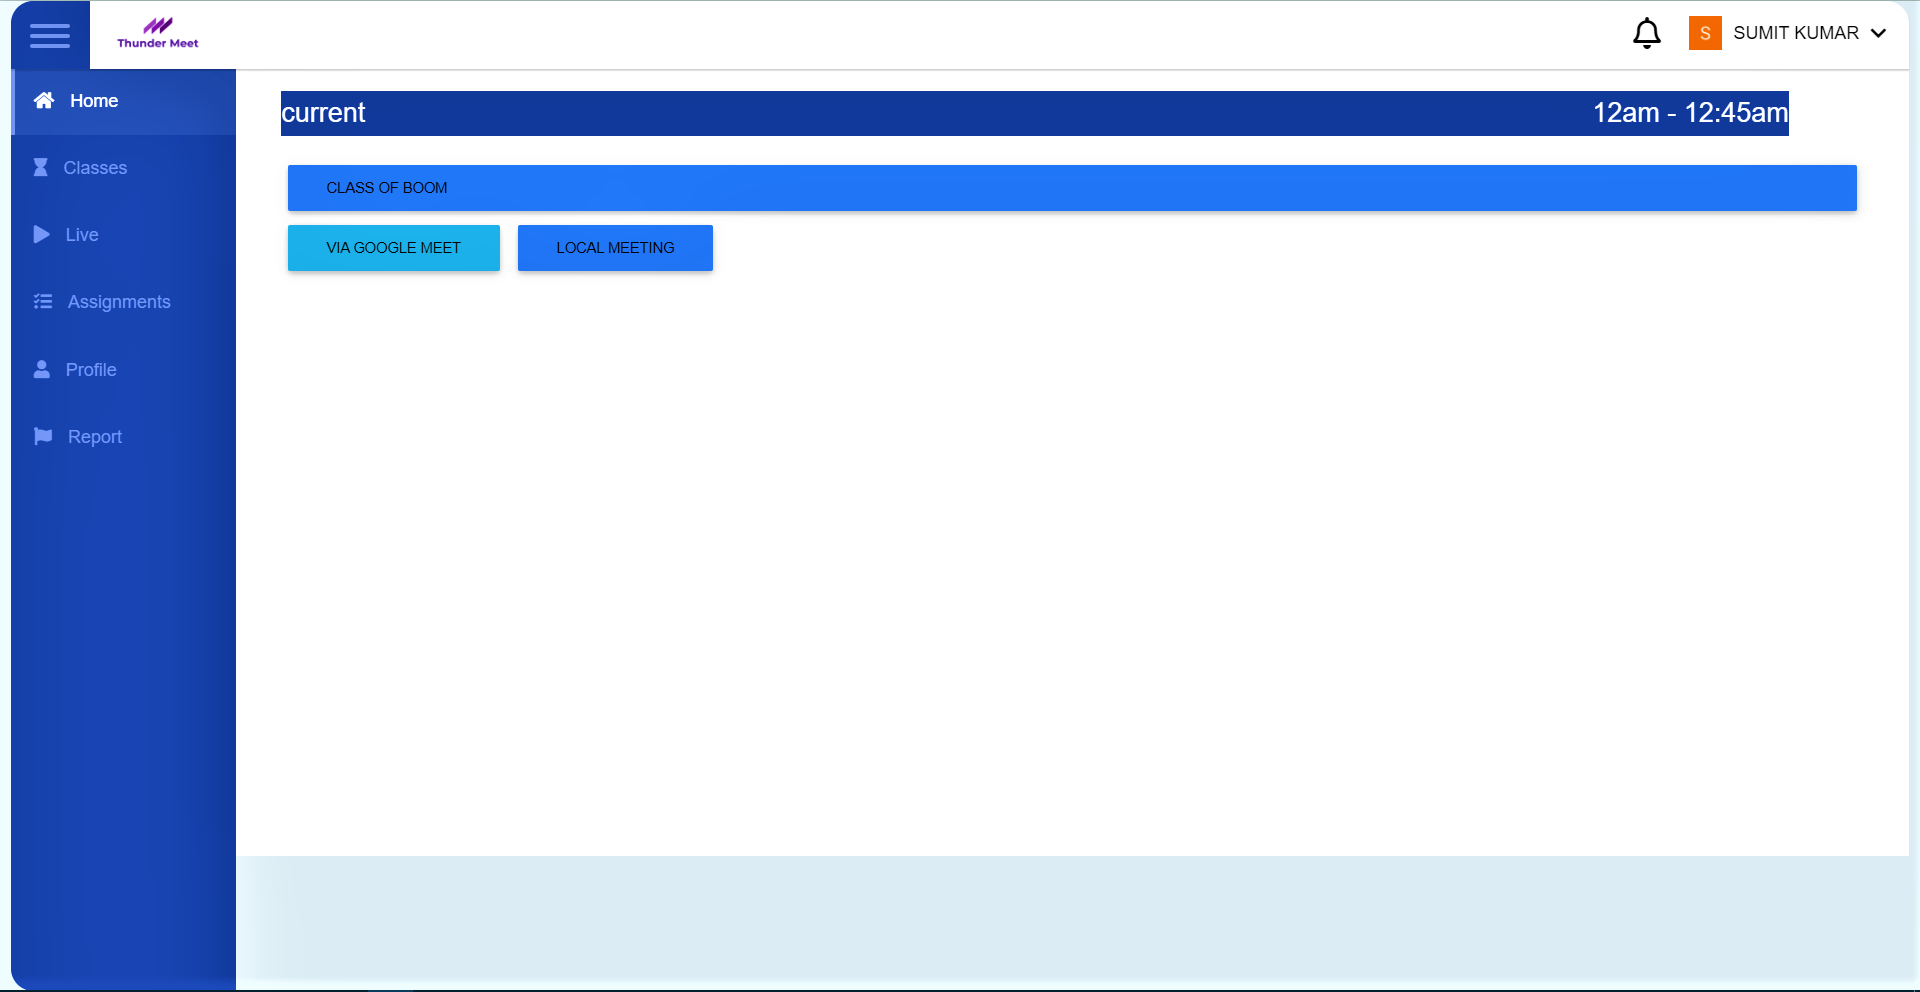 Thunder Meet
S SUMIT KUMAR
Home
Classes
Live
Assignments
Profile
Report
current 12am - 12:45am
CLASS OF BOOM
VIA GOOGLE MEET LOCAL MEETING